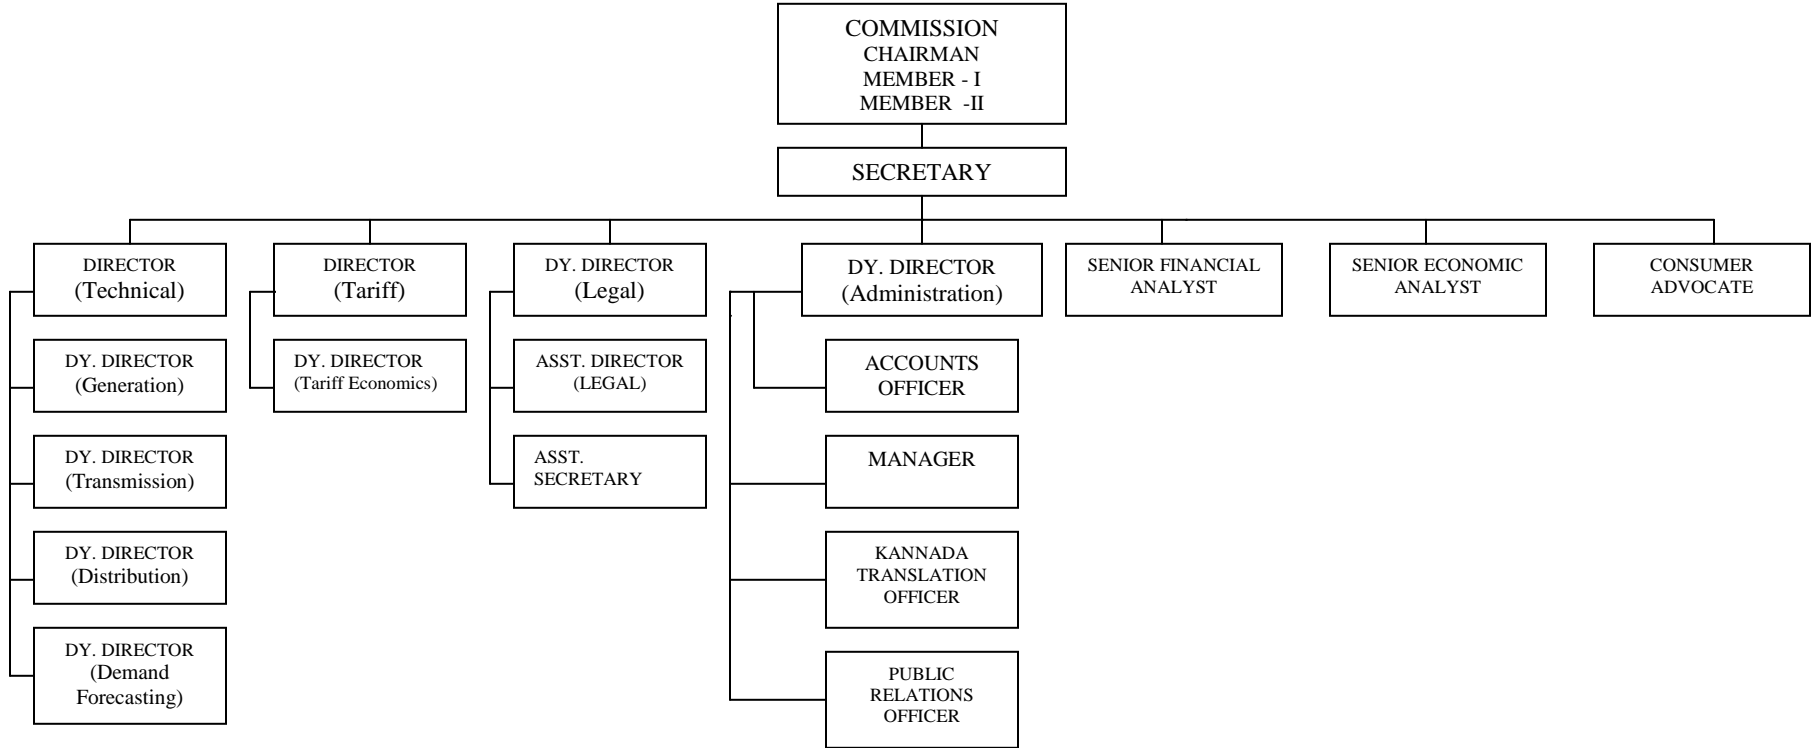 COMMISSION
CHAIRMAN
MEMBER - I
MEMBER -II
SECRETARY
DIRECTOR
(Technical)
DY. DIRECTOR
(Generation)
DY. DIRECTOR
(Transmission)
DY. DIRECTOR
(Distribution)
DY. DIRECTOR
(Demand
Forecasting)
DIRECTOR
(Tariff)
DY. DIRECTOR
(Tariff Economics)
DY. DIRECTOR
(Legal)
ASST. DIRECTOR
(LEGAL)
ASST.
SECRETARY
DY. DIRECTOR
(Administration)
ACCOUNTS
OFFICER
MANAGER
KANNADA
TRANSLATION
OFFICER
PUBLIC
RELATIONS
OFFICER
SENIOR FINANCIAL
ANALYST
SENIOR ECONOMIC
ANALYST
CONSUMER
ADVOCATE